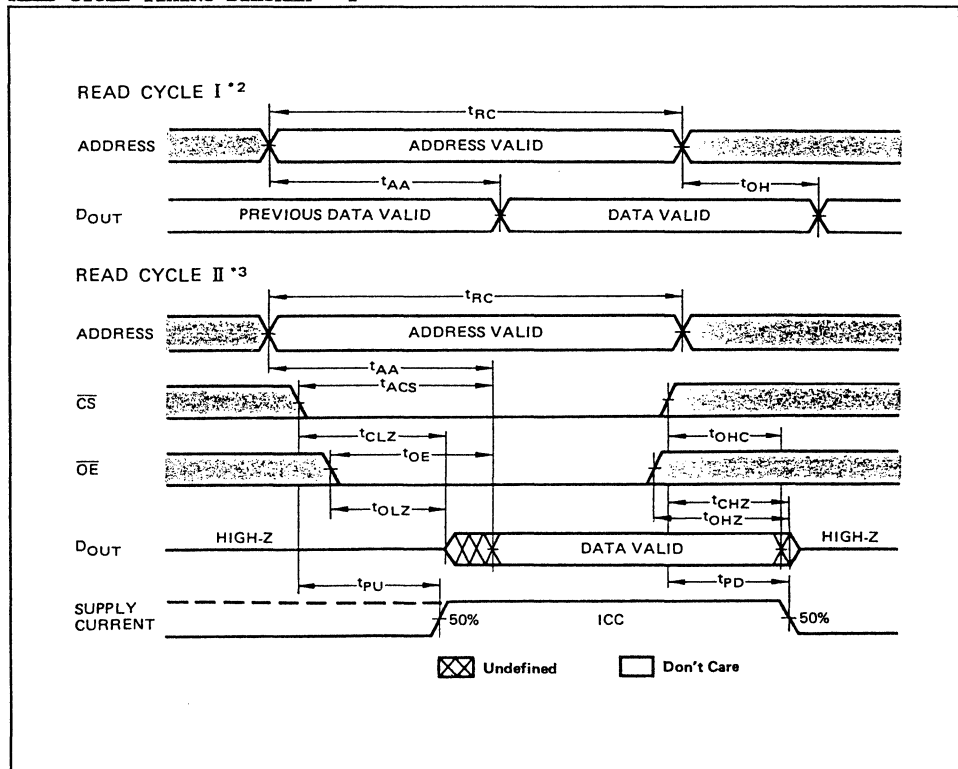 READ CYCLE I *2
tRC
ADDRESS
ADDRESS VALID
tAA
tOH
DOUT
PREVIOUS DATA VALID
DATA VALID
READ CYCLE II *3
tRC
ADDRESS
ADDRESS VALID
tAA
tACS
CS
tCLZ
tOHC
tOE
OE
tOLZ
tCHZ
tOHZ
DOUT
HIGH-Z
DATA VALID
HIGH-Z
tPU
tPD
SUPPLY CURRENT
50%
ICC
50%
Undefined
Don't Care